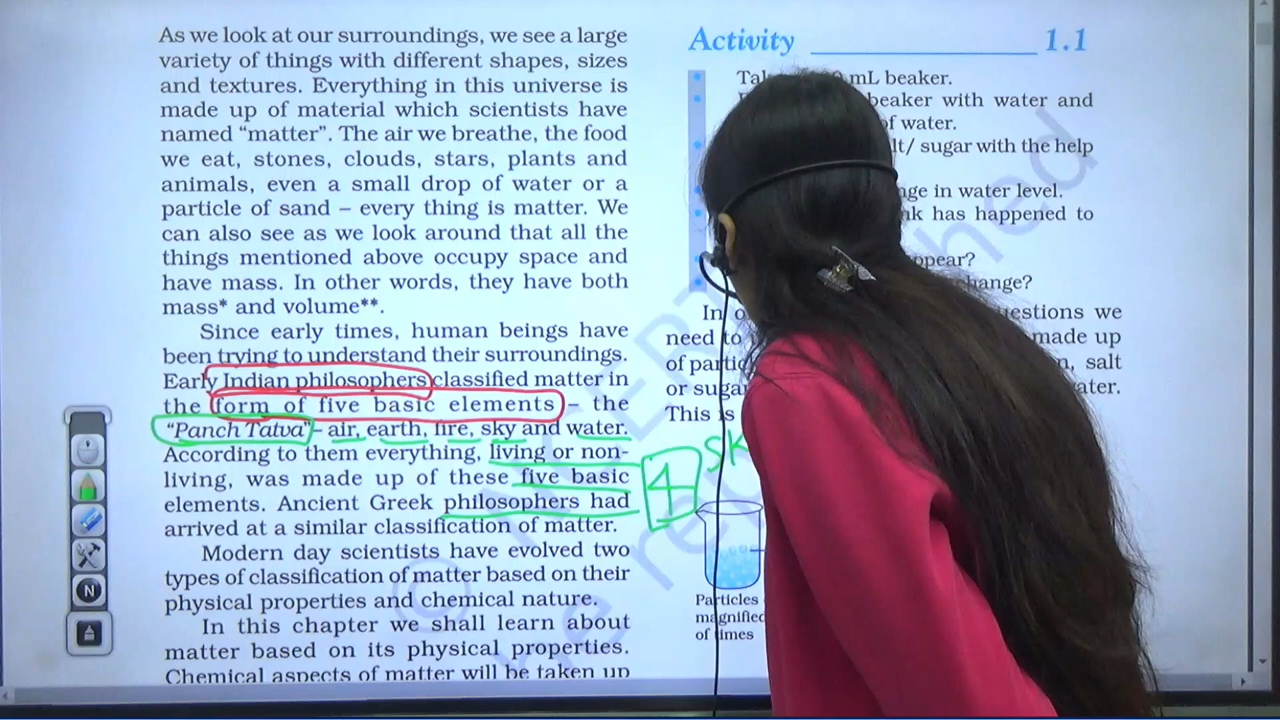 As we look at our surroundings, we see a large
variety of things with different shapes, sizes
and textures. Everything in this universe is
made up of material which scientists have
named “matter”. The air we breathe, the food
we eat, stones, clouds, stars, plants and
animals, even a small drop of water or a
particle of sand – every thing is matter. We
can also see as we look around that all the
things mentioned above occupy space and
have mass. In other words, they have both
mass* and volume**.
Since early times, human beings have
been trying to understand their surroundings.
Early Indian philosophers classified matter in
the form of five basic elements – the
“Panch Tatva”– air, earth, fire, sky and water.
According to them everything, living or non-
living, was made up of these five basic
elements. Ancient Greek philosophers had
arrived at a similar classification of matter.
Modern day scientists have evolved two
types of classification of matter based on their
physical properties and chemical nature.
In this chapter we shall learn about
matter based on its physical properties.
Chemical aspects of matter will be taken up
Activity 1.1
mL beaker.
beaker with water and
of water.
salt/ sugar with the help
in water level.
has happened to
In
need to made up
of salt
or
This is
4
Particles
magnified
of times
N